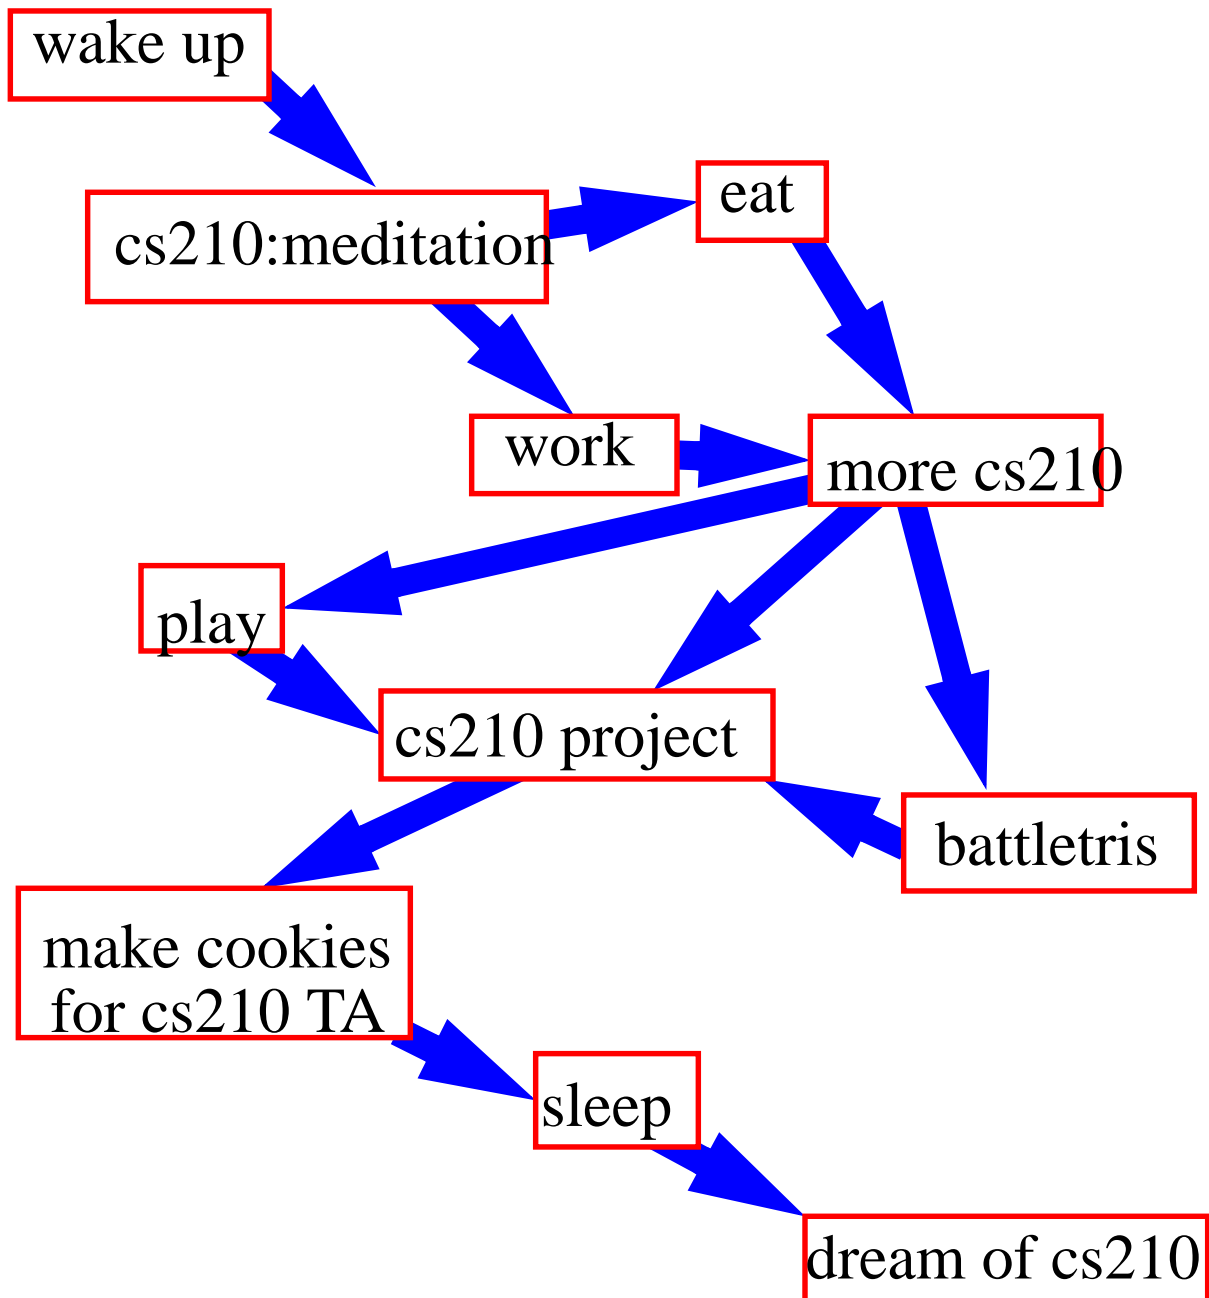 wake up
cs210:meditation
eat
work
more cs210
play
cs210 project
battletris
make cookies
for cs210 TA
sleep
dream of cs210